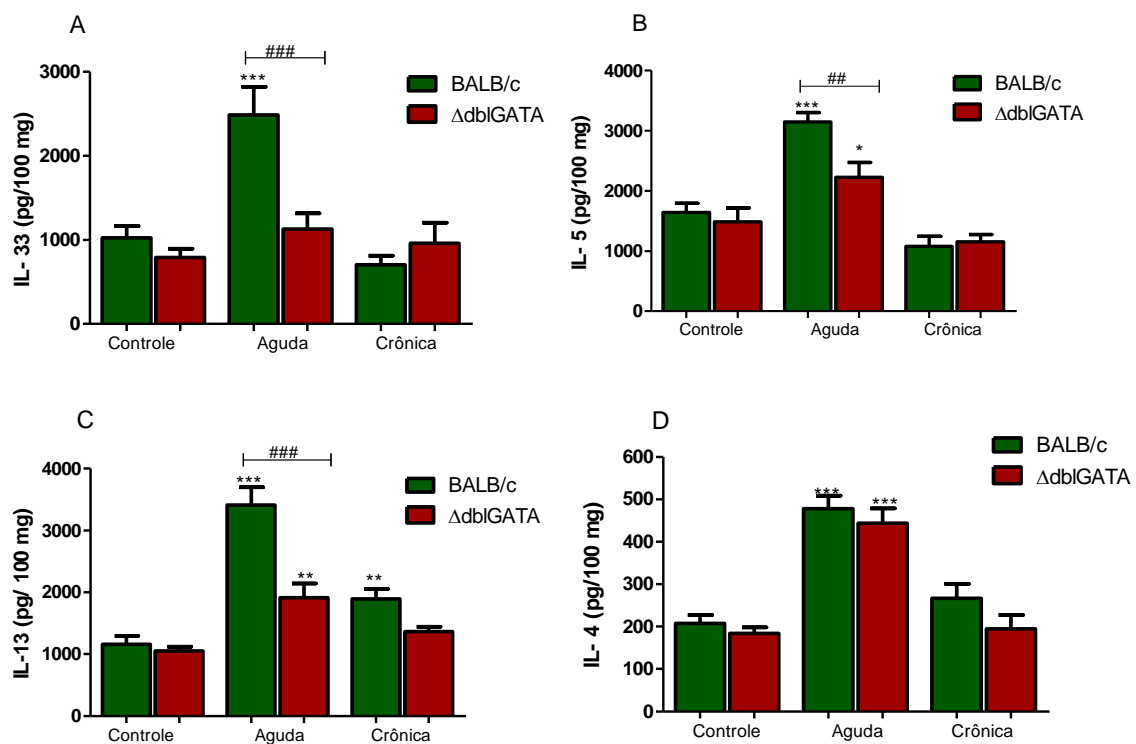 A
###
***
BALB/c
ΔdblGATA
IL- 33 (pg/100 mg)
3000
2000
1000
0
Controle
Aguda
Crônica
B
##
***
*
BALB/c
ΔdblGATA
IL- 5 (pg/100 mg)
4000
3000
2000
1000
0
Controle
Aguda
Crônica
C
###
***
**
**
BALB/c
ΔdblGATA
IL-13 (pg/ 100 mg)
4000
3000
2000
1000
0
Controle
Aguda
Crônica
D
***
***
BALB/c
ΔdblGATA
IL- 4 (pg/100 mg)
600
500
400
300
200
100
0
Controle
Aguda
Crônica